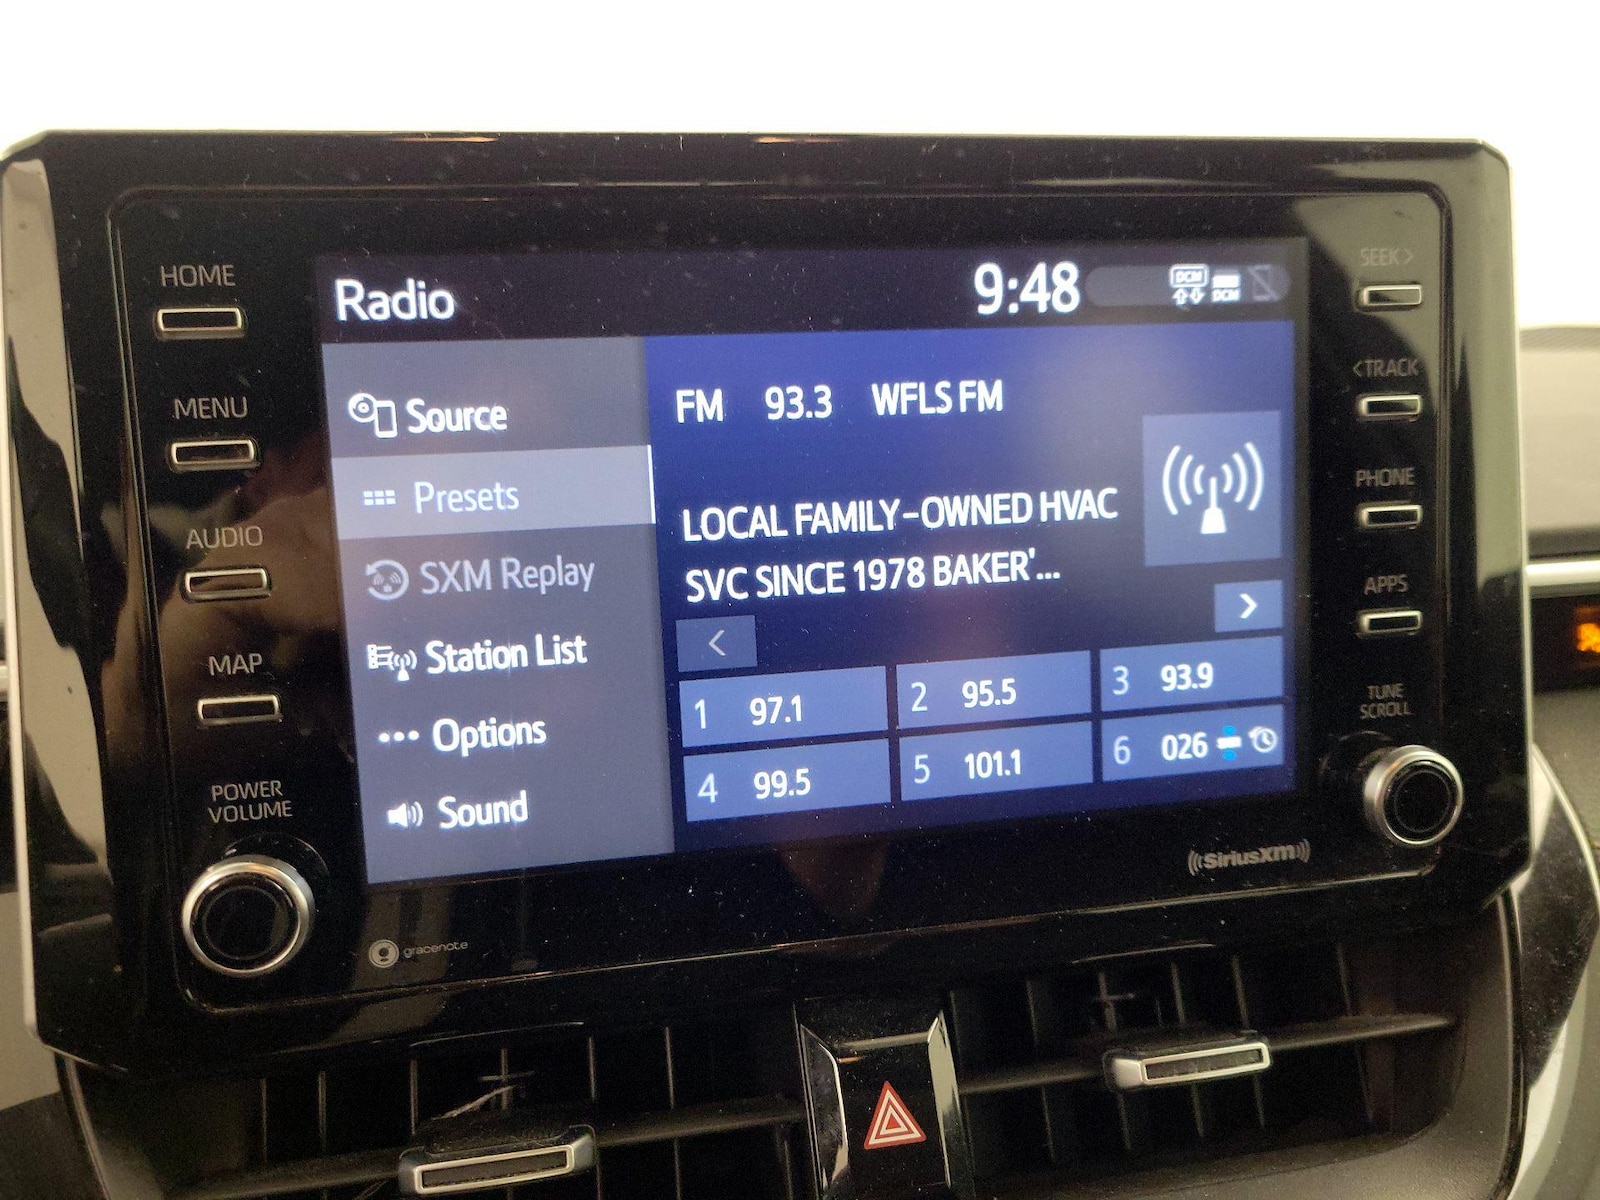 HOME
MENU
AUDIO
MAP
POWER
VOLUME
Radio
9:48
DCM
DCM
Source
Presets
SXM Replay
Station List
Options
Sound
FM 93.3 WFLS FM
LOCAL FAMILY-OWNED HVAC
SVC SINCE 1978 BAKER'...
<
>
1 97.1
2 95.5
3 93.9
4 99.5
5 101.1
6 026
SEEK>
<TRACK
PHONE
APPS
TUNE
SCROLL
gracenote
((SiriusXM))